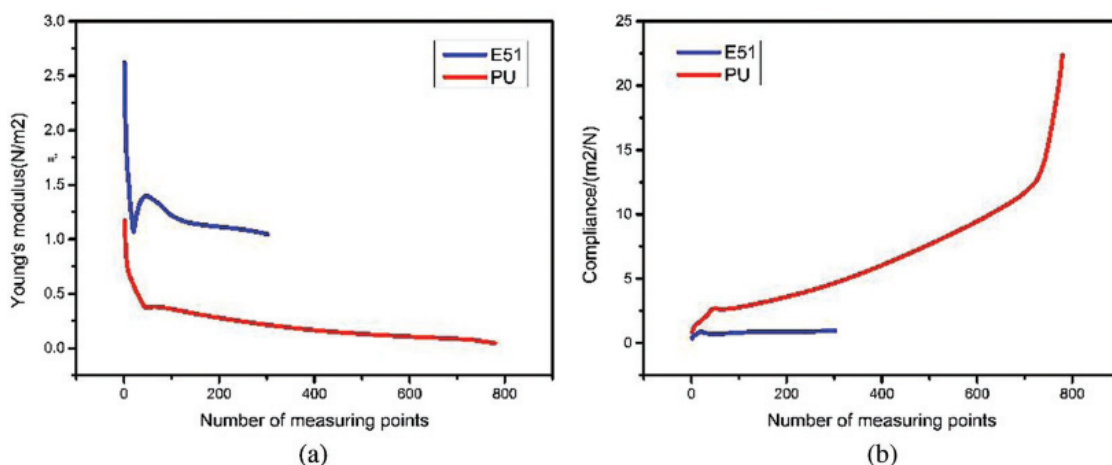 3.0
2.5
2.0
1.5
1.0
0.5
0.0
Young's modulus(N/m2)
E51
PU
0 200 400 600 800
Number of measuring points
(a)
25
20
15
10
5
0
Compliance/(m2/N)
E51
PU
0 200 400 600 800
Number of measuring points
(b)